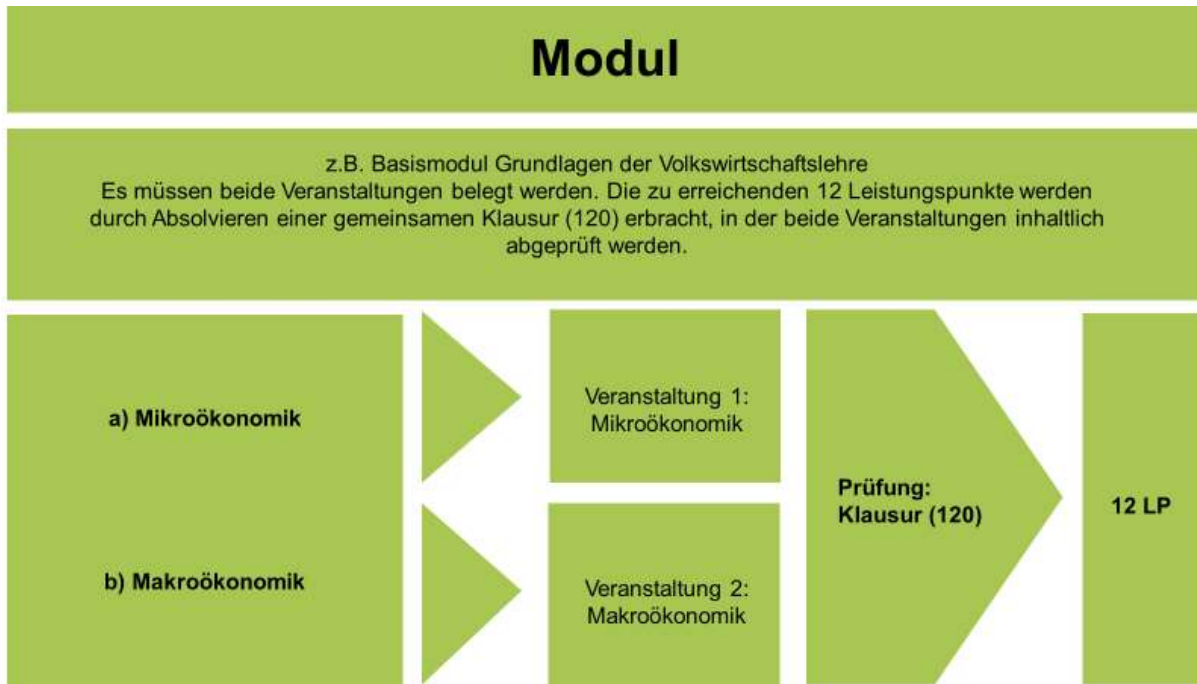 Modul
z.B. Basismodul Grundlagen der Volkswirtschaftslehre
Es müssen beide Veranstaltungen belegt werden. Die zu erreichenden 12 Leistungspunkte werden
durch Absolvieren einer gemeinsamen Klausur (120) erbracht, in der beide Veranstaltungen inhaltlich
abgeprüft werden.
a) Mikroökonomik
b) Makroökonomik
Veranstaltung 1:
Mikroökonomik
Veranstaltung 2:
Makroökonomik
Prüfung:
Klausur (120)
12 LP